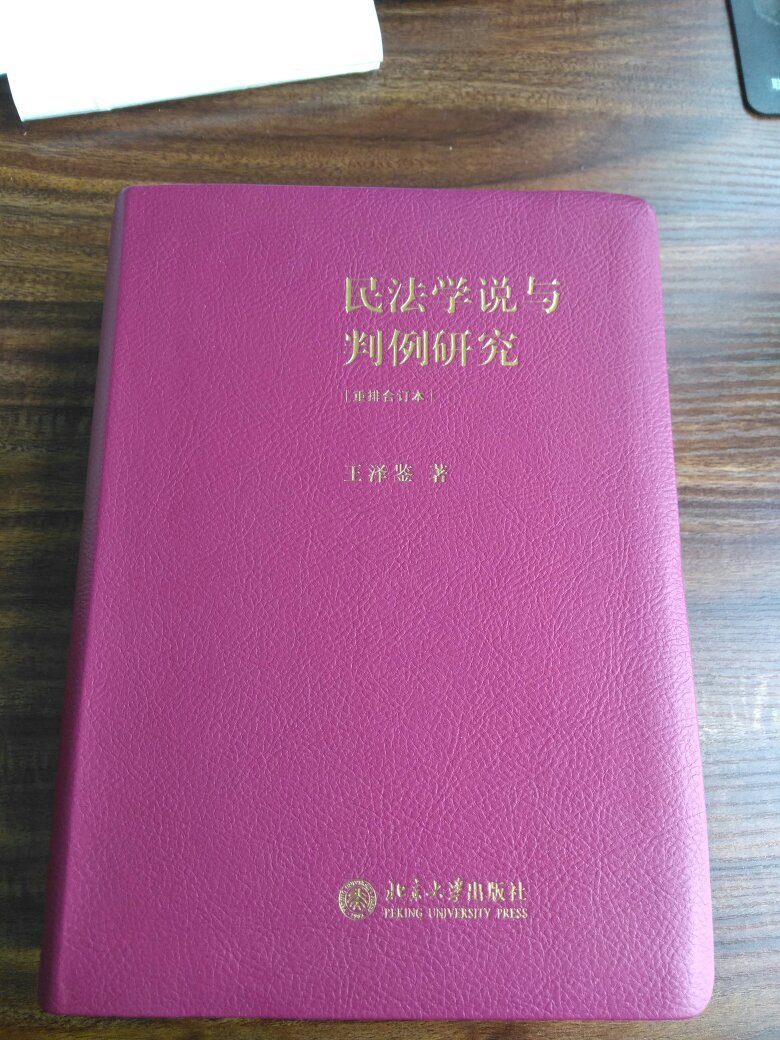 民法学说与
判例研究
[重排合订本]
王泽鉴 著
北京大学出版社
PEKING UNIVERSITY PRESS